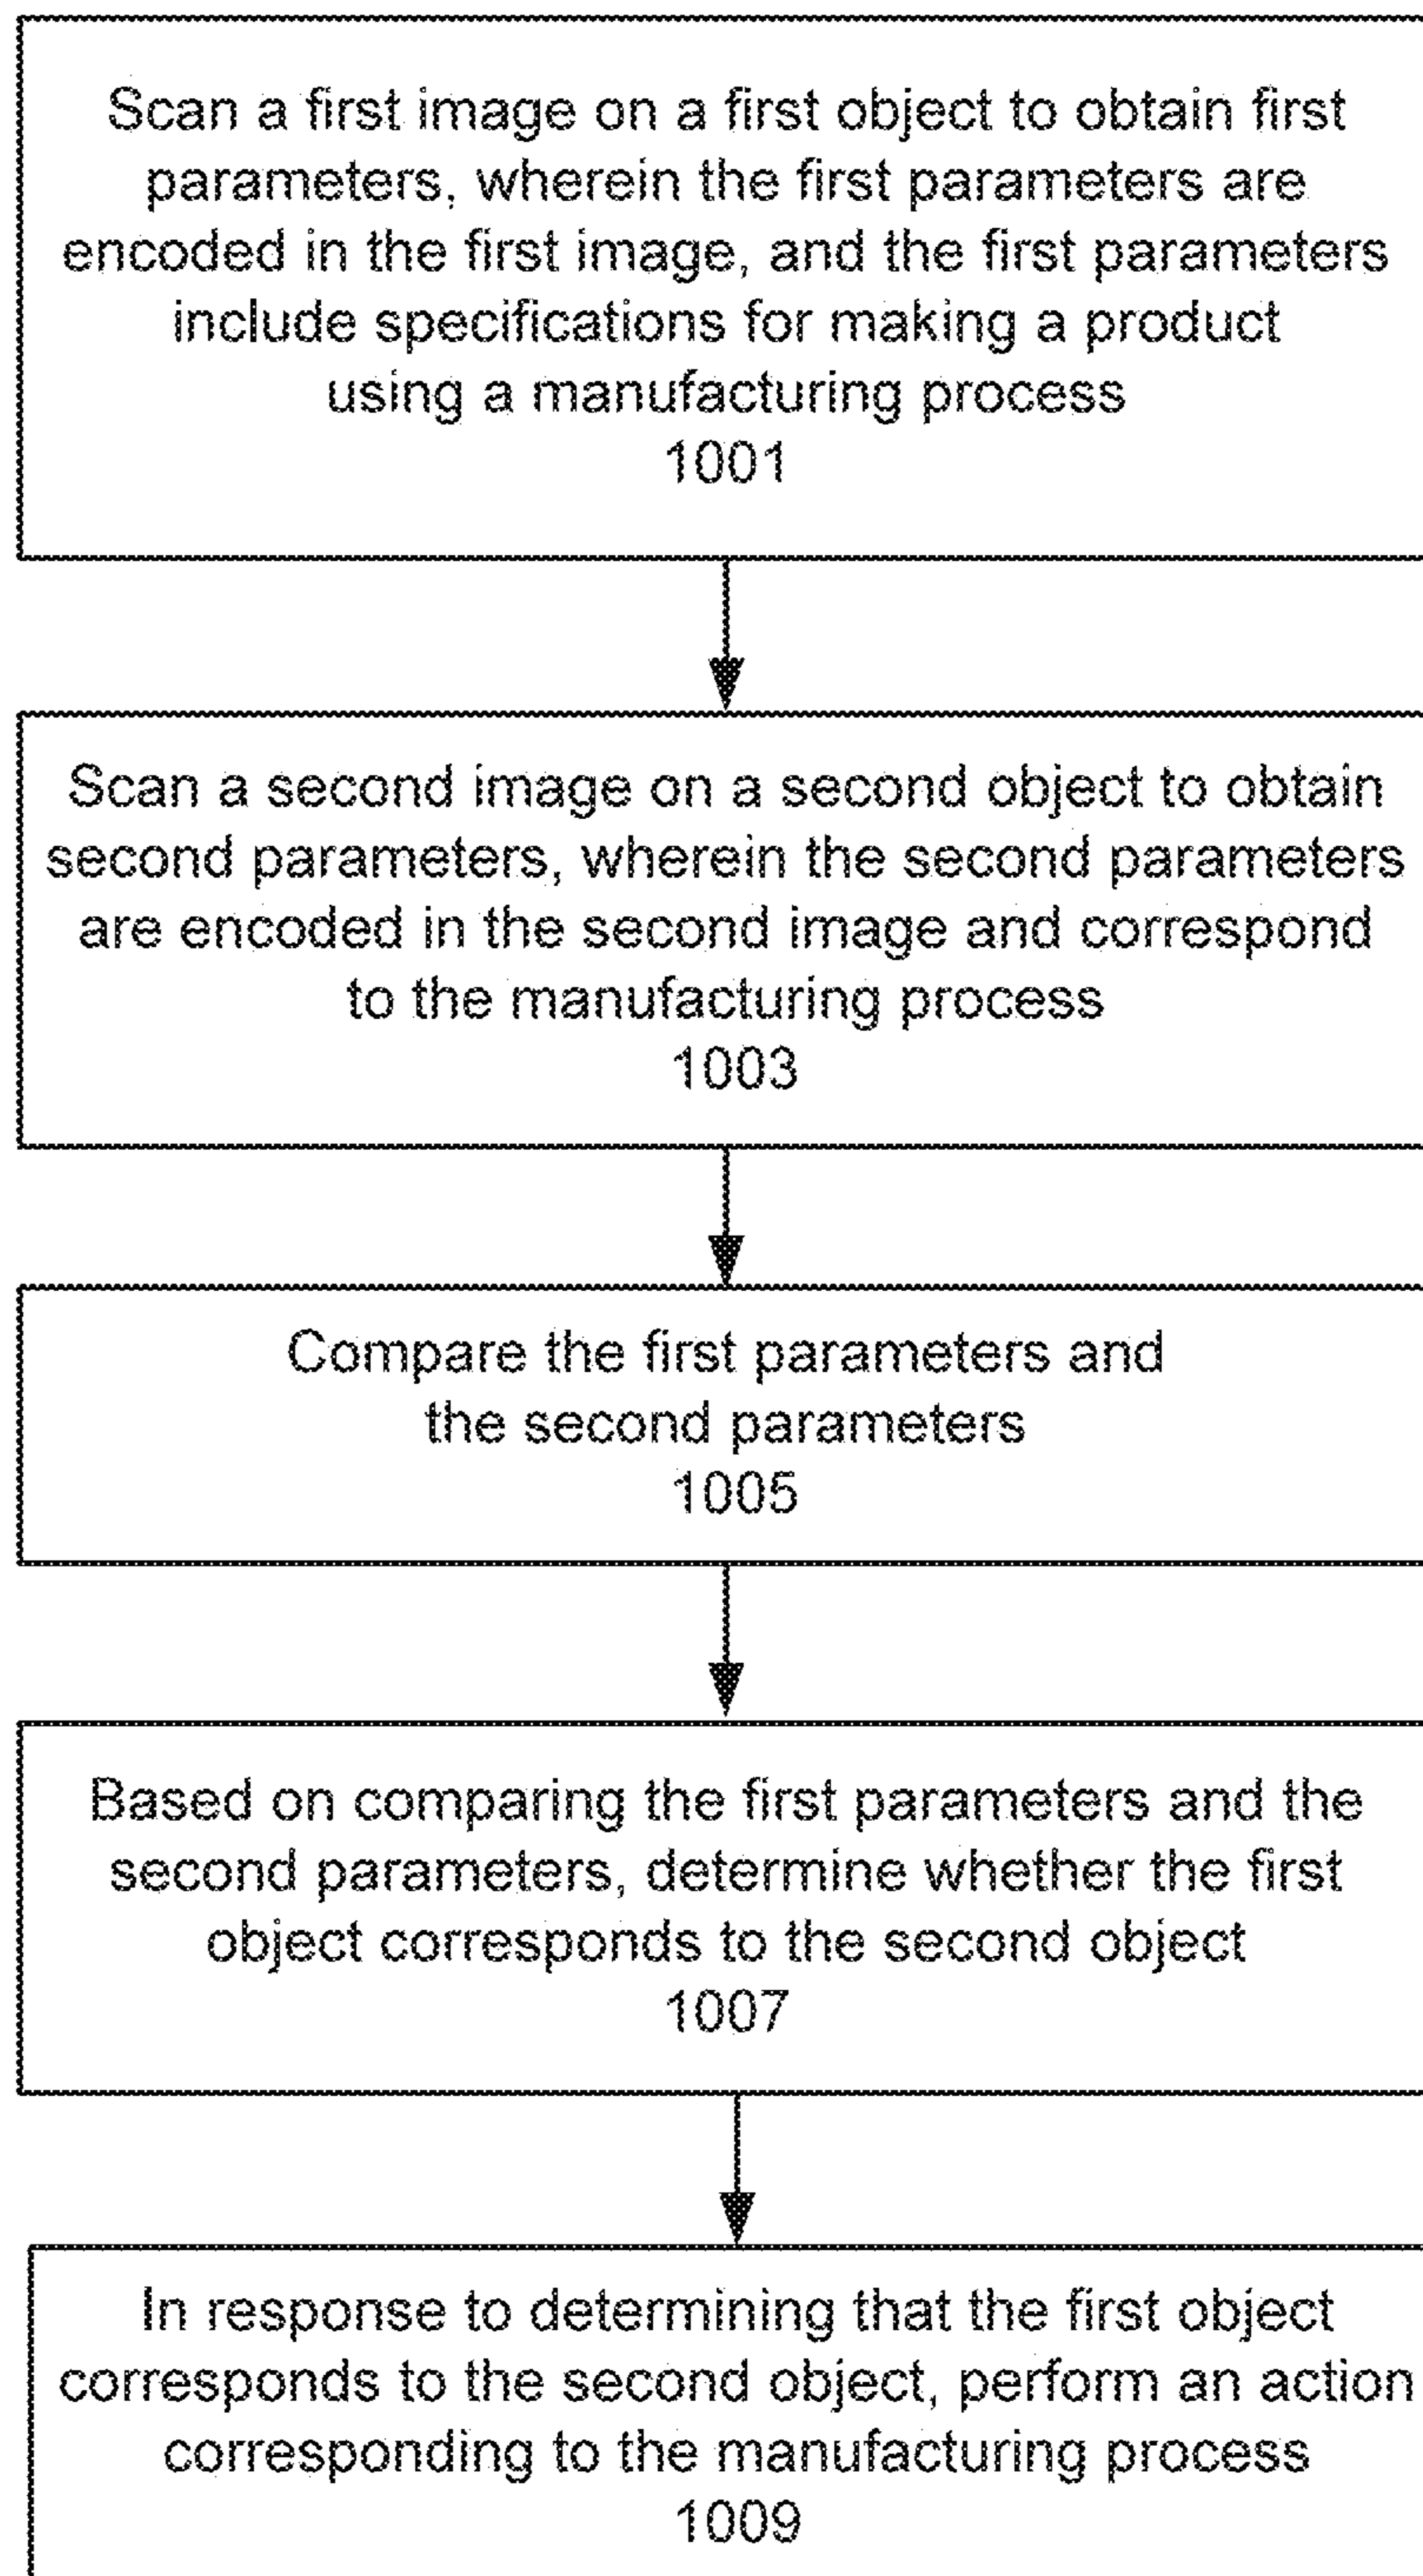 Scan a first image on a first object to obtain first
parameters, wherein the first parameters are
encoded in the first image, and the first parameters
include specifications for making a product
using a manufacturing process
1001
Scan a second image on a second object to obtain
second parameters, wherein the second parameters
are encoded in the second image and correspond
to the manufacturing process
1003
Compare the first parameters and
the second parameters
1005
Based on comparing the first parameters and the
second parameters, determine whether the first
object corresponds to the second object
1007
In response to determining that the first object
corresponds to the second object, perform an action
corresponding to the manufacturing process
1009